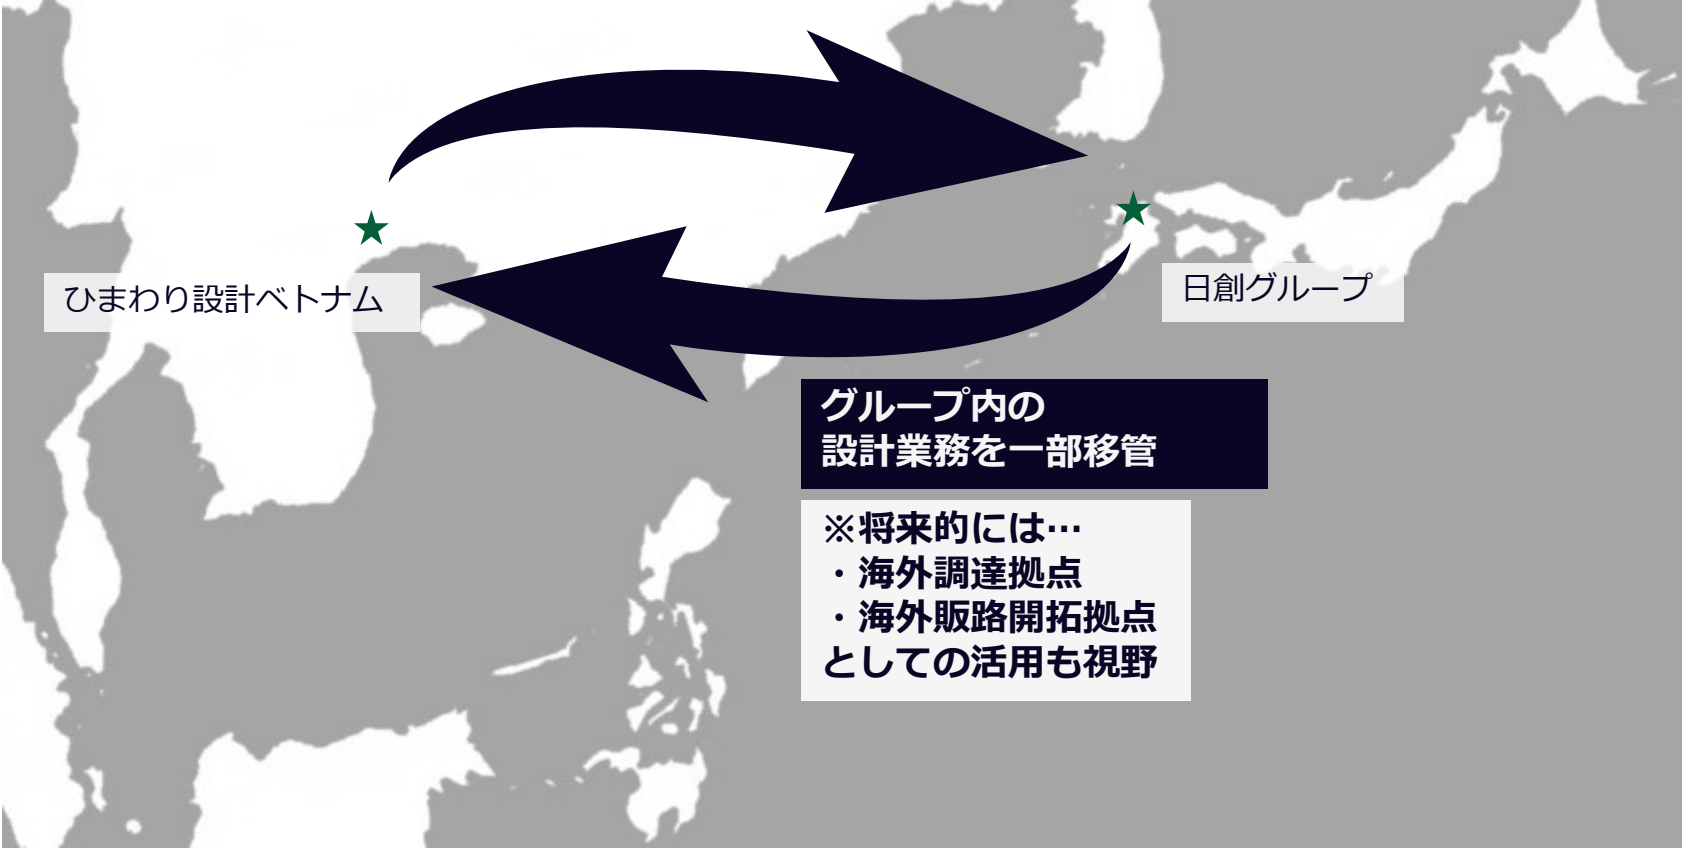 ひまわり設計ベトナム
日創グループ
グループ内の
設計業務を一部移管
※将来的には…
・海外調達拠点
・海外販路開拓拠点
としての活用も視野